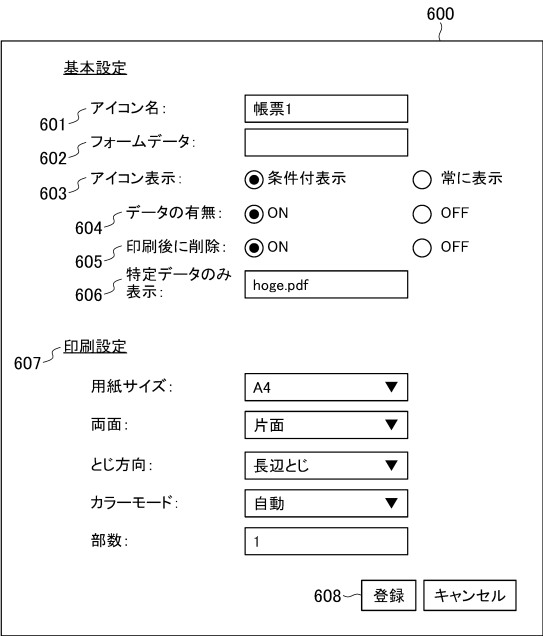 600
基本設定
601 アイコン名: 帳票1
602 フォームデータ:
603 アイコン表示: 条件付表示 常に表示
604 データの有無: ON OFF
605 印刷後に削除: ON OFF
606 特定データのみ
表示: hoge.pdf
607 印刷設定
用紙サイズ: A4 ▼
両面: 片面 ▼
とじ方向: 長辺とじ ▼
カラーモード: 自動 ▼
部数: 1
608 登録 キャンセル